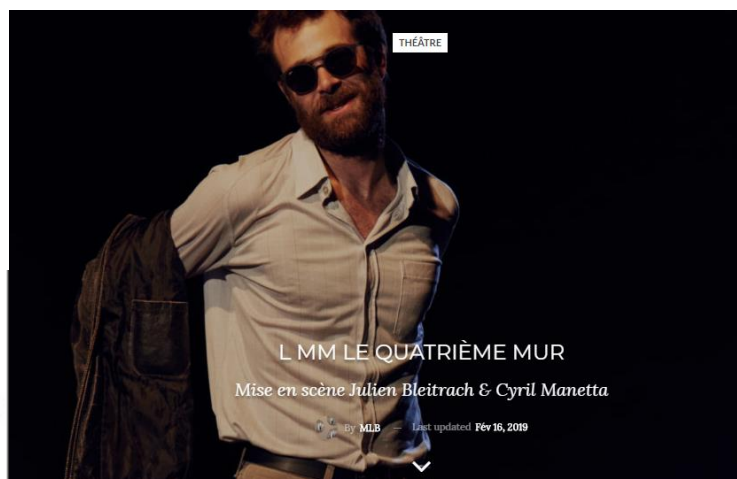 THÉÂTRE
L MM LE QUATRIÈME MUR
Mise en scène Julien Bleitrach & Cyril Manetta
By MLB — Last updated Fév 16, 2019